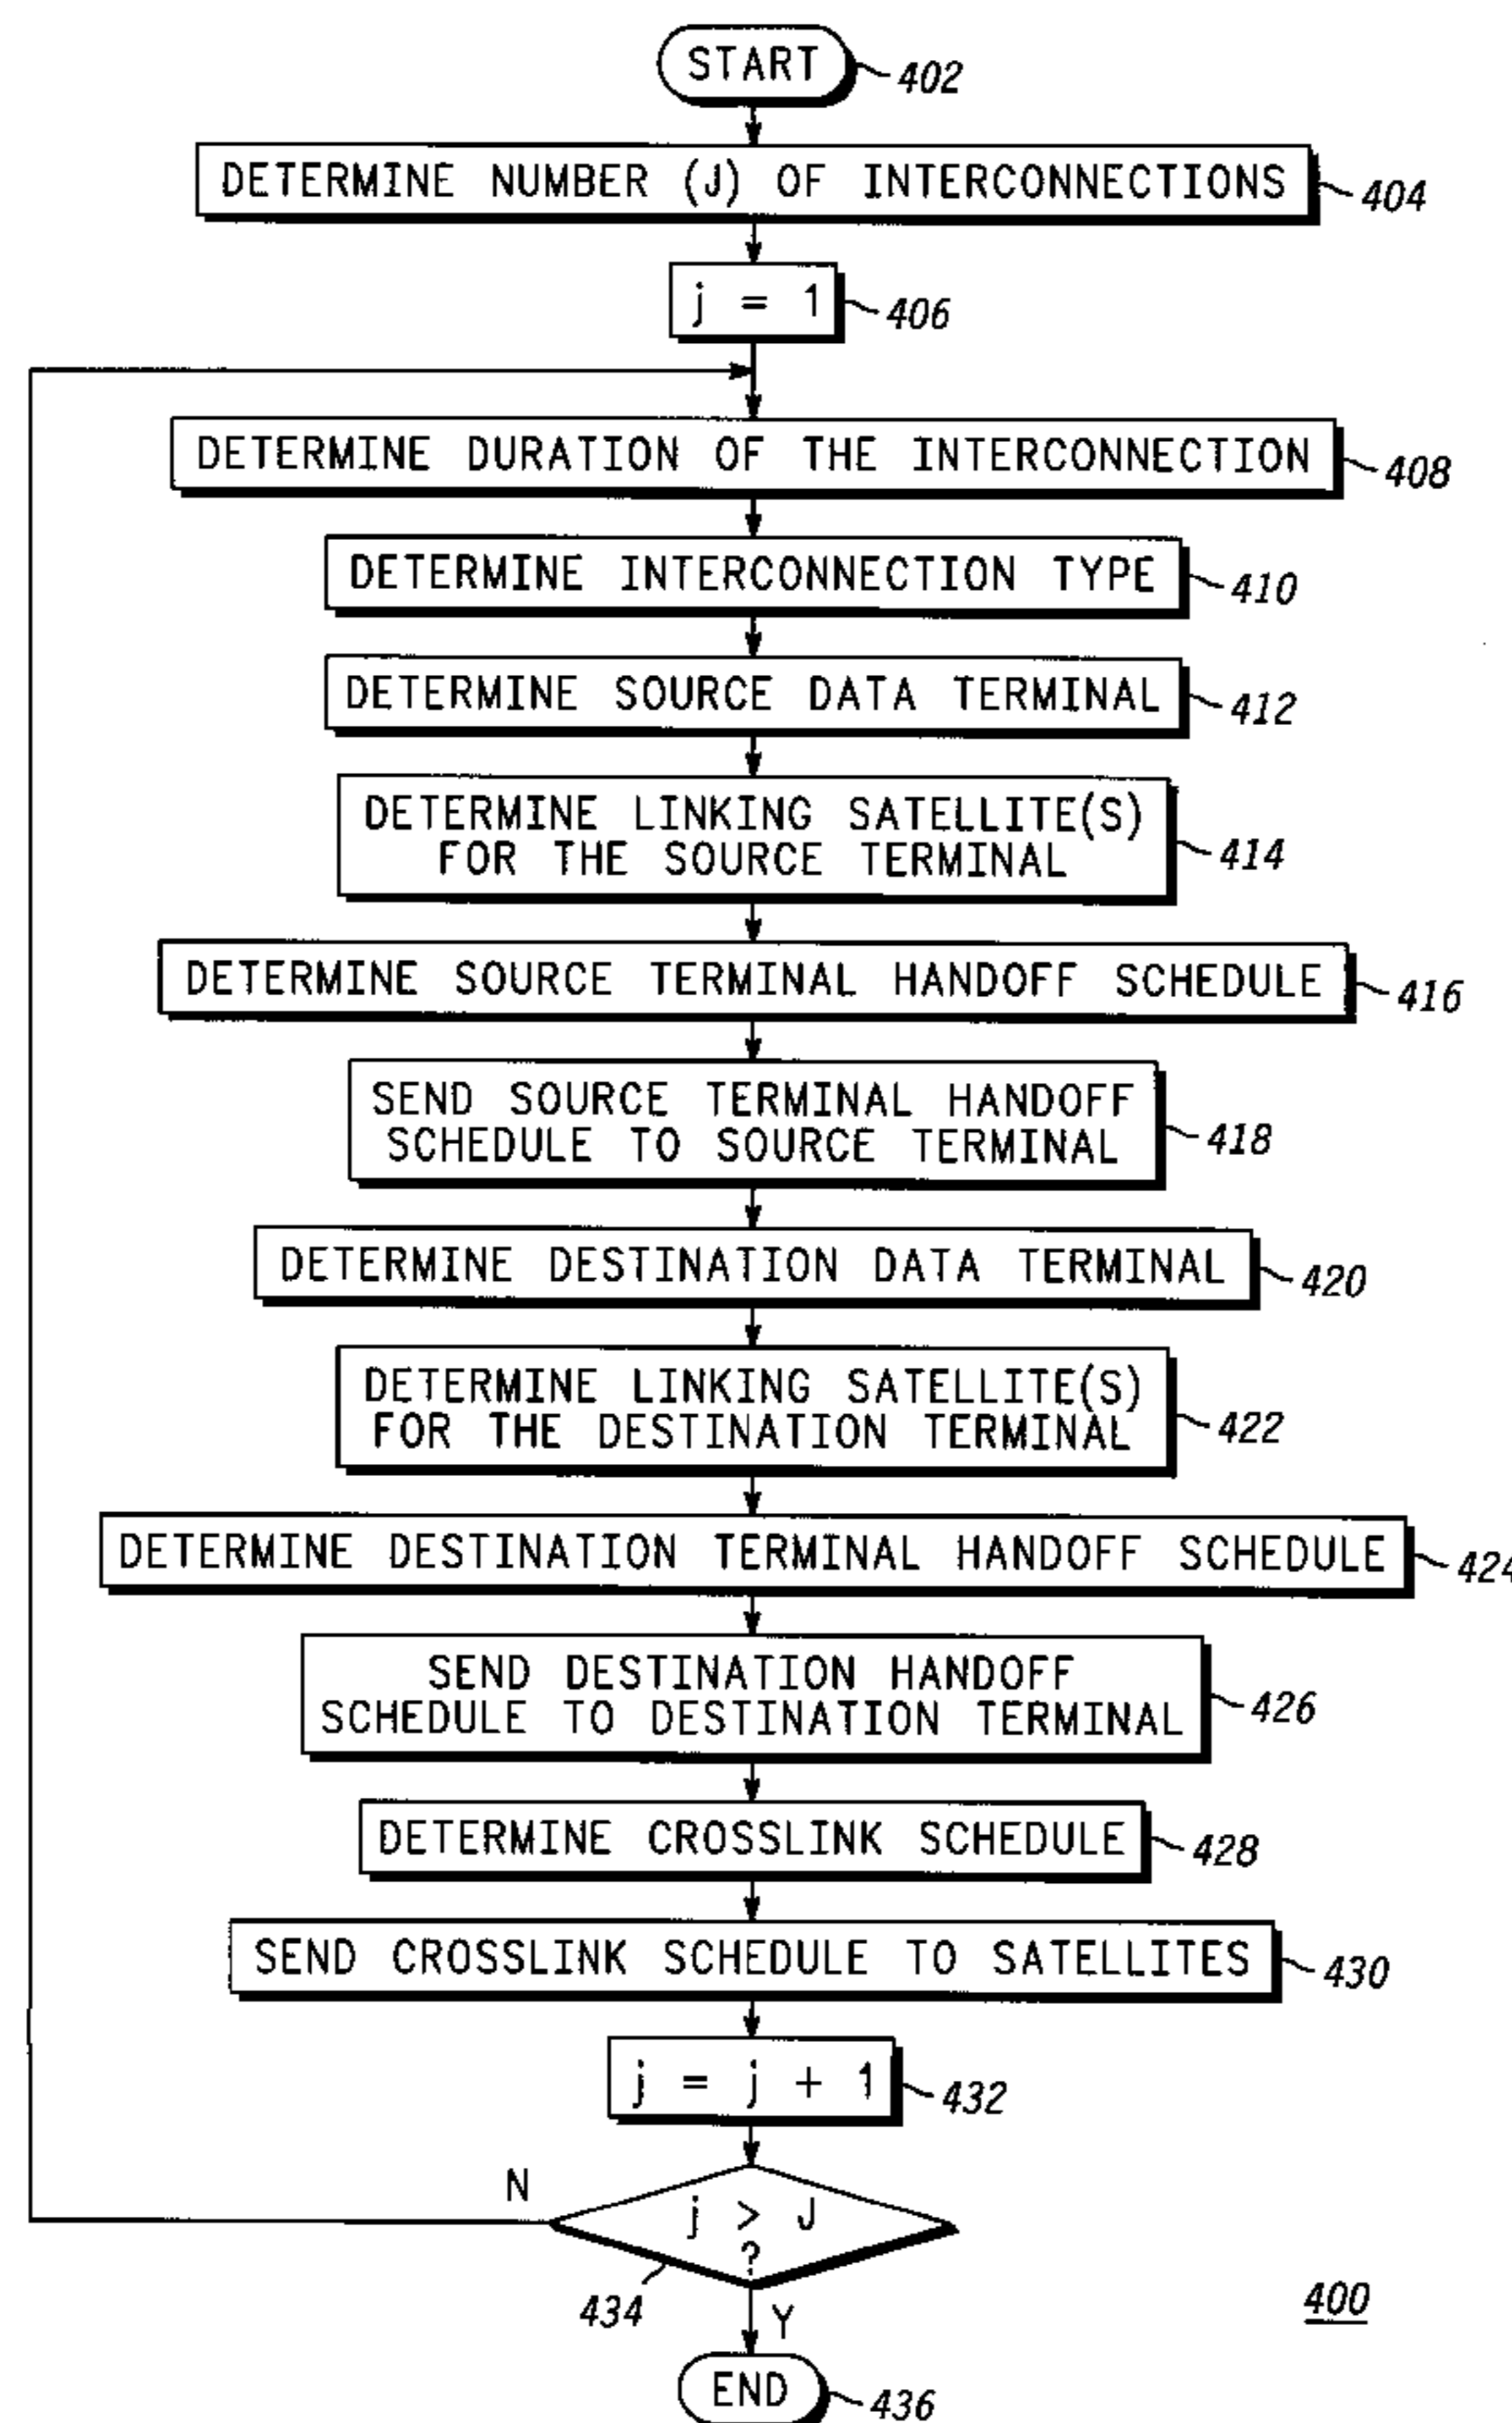 START
402
DETERMINE NUMBER (J) OF INTERCONNECTIONS
404
j = 1
406
DETERMINE DURATION OF THE INTERCONNECTION
408
DETERMINE INTERCONNECTION TYPE
410
DETERMINE SOURCE DATA TERMINAL
412
DETERMINE LINKING SATELLITE(S)
FOR THE SOURCE TERMINAL
414
DETERMINE SOURCE TERMINAL HANDOFF SCHEDULE
416
SEND SOURCE TERMINAL HANDOFF
SCHEDULE TO SOURCE TERMINAL
418
DETERMINE DESTINATION DATA TERMINAL
420
DETERMINE LINKING SATELLITE(S)
FOR THE DESTINATION TERMINAL
422
DETERMINE DESTINATION TERMINAL HANDOFF SCHEDULE
424
SEND DESTINATION HANDOFF
SCHEDULE TO DESTINATION TERMINAL
426
DETERMINE CROSSLINK SCHEDULE
428
SEND CROSSLINK SCHEDULE TO SATELLITES
430
j = j + 1
432
N
j > J
?
434
Y
400
END
436